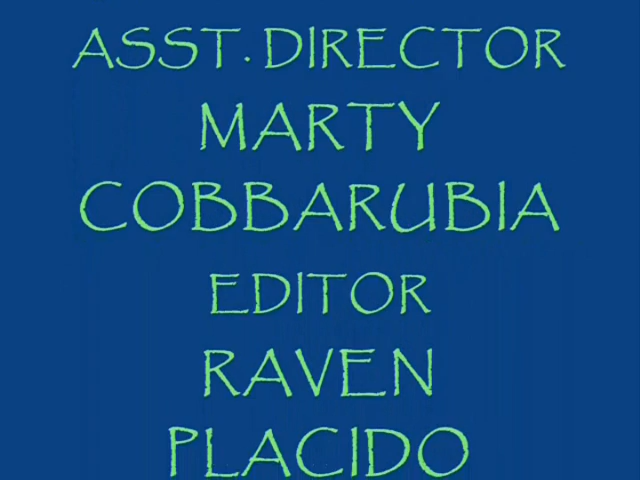 ASST. DIRECTOR
MARTY
COBBARUBIA
EDITOR
RAVEN
PLACIDO